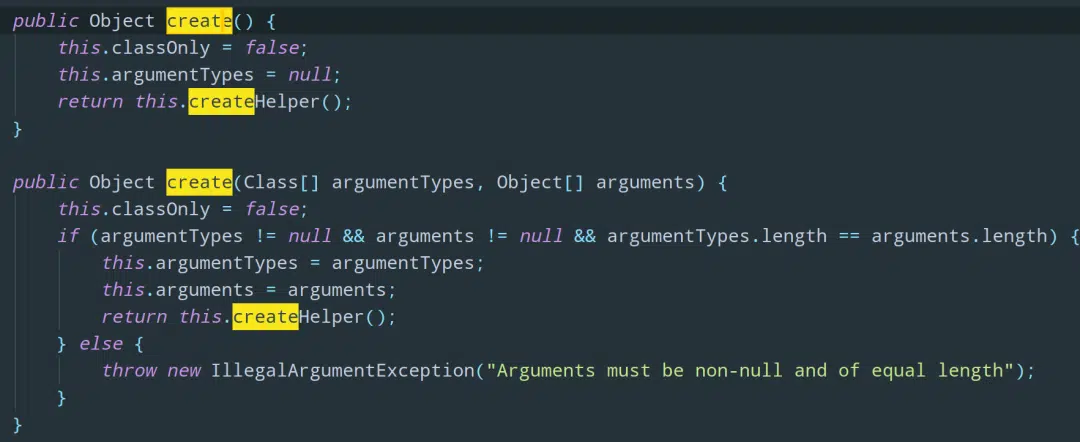 public Object create() {
    this.classOnly = false;
    this.argumentTypes = null;
    return this.createHelper();
}

public Object create(Class[] argumentTypes, Object[] arguments) {
    this.classOnly = false;
    if (argumentTypes != null && arguments != null && argumentTypes.length == arguments.length) {
        this.argumentTypes = argumentTypes;
        this.arguments = arguments;
        return this.createHelper();
    } else {
        throw new IllegalArgumentException("Arguments must be non-null and of equal length");
    }
}